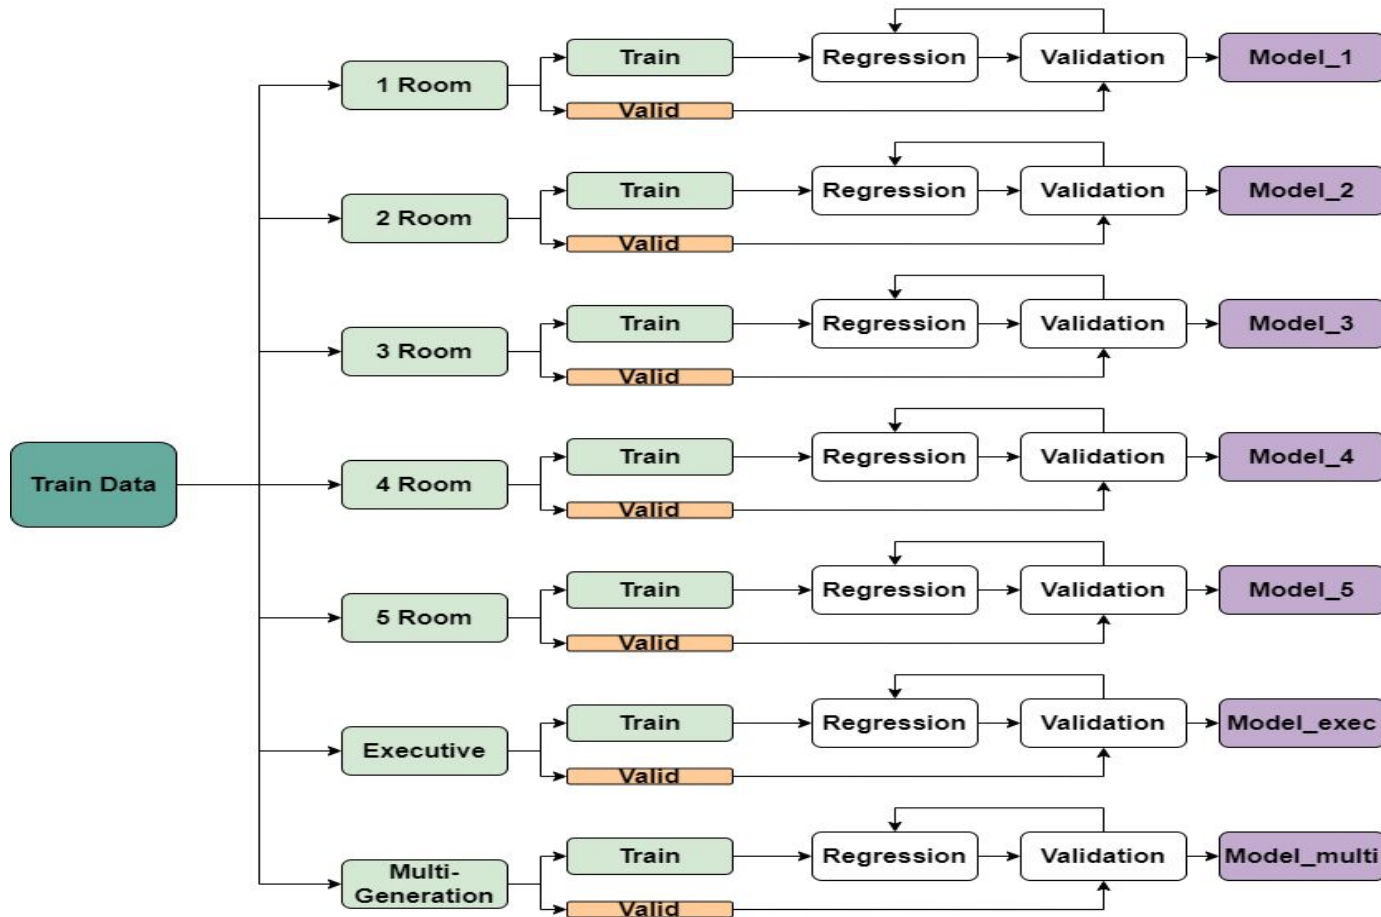 Train Data
1 Room
Train
Valid
Regression
Validation
Model_1
2 Room
Train
Valid
Regression
Validation
Model_2
3 Room
Train
Valid
Regression
Validation
Model_3
4 Room
Train
Valid
Regression
Validation
Model_4
5 Room
Train
Valid
Regression
Validation
Model_5
Executive
Train
Valid
Regression
Validation
Model_exec
Multi-
Generation
Train
Valid
Regression
Validation
Model_multi